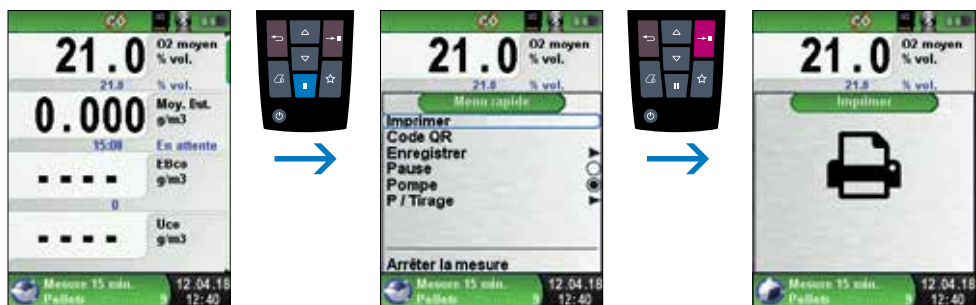 21.0 O2 moyen
% vol.
21.0 % vol.
0.000 Moy. Est.
g/m3
15:00 En attente
- - - - EBco
g/m3
0
- - - - Uco
g/m3
Mesure 15 min.
Pellets 9
12.04.18
12:40
21.0 O2 moyen
% vol.
21.0 % vol.
Menu rapide
Imprimer
Code QR
Enregistrer
Pause
Pompe
P / Tirage
Arrêter la mesure
Mesure 15 min.
Pellets 9
12.04.18
12:40
21.0 O2 moyen
% vol.
21.0 % vol.
Imprimer
Mesure 15 min.
Pellets 9
12.04.18
12:40